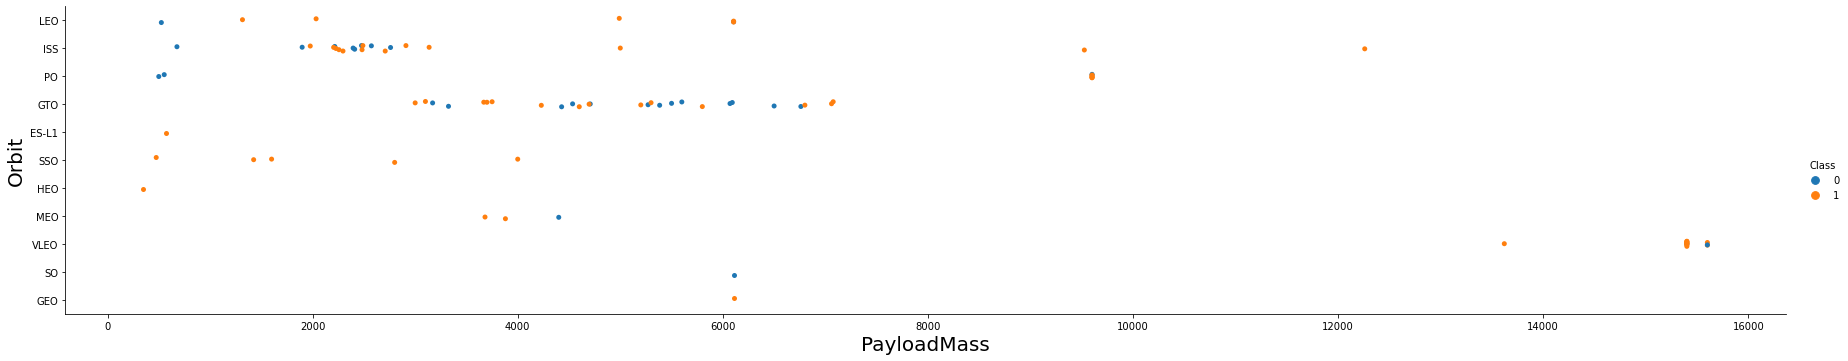 Orbit
LEO
ISS
PO
GTO
ES-L1
SSO
HEO
MEO
VLEO
SO
GEO
0 2000 4000 6000 8000 10000 12000 14000 16000
PayloadMass
Class
0
1